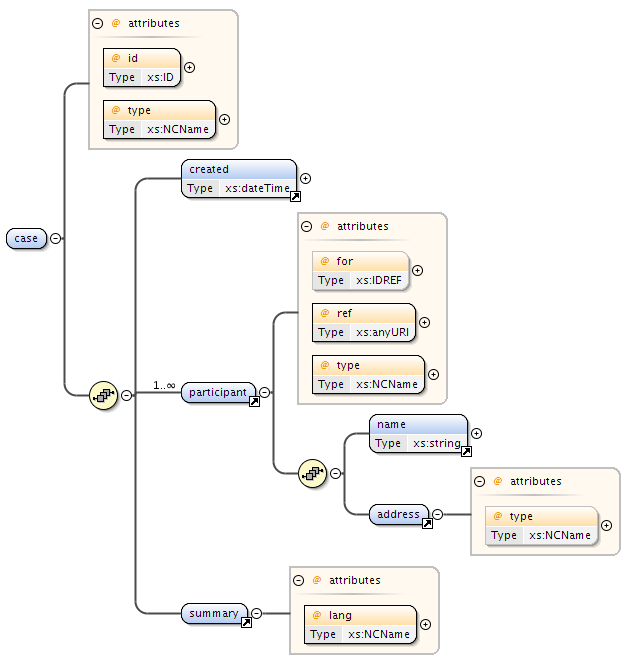 attributes
@ id
Type xs:ID
@ type
Type xs:NCName
created
Type xs:dateTime
case
attributes
@ for
Type xs:IDREF
@ ref
Type xs:anyURI
@ type
Type xs:NCName
1..∞
participant
name
Type xs:string
attributes
address
@ type
Type xs:NCName
attributes
summary
@ lang
Type xs:NCName